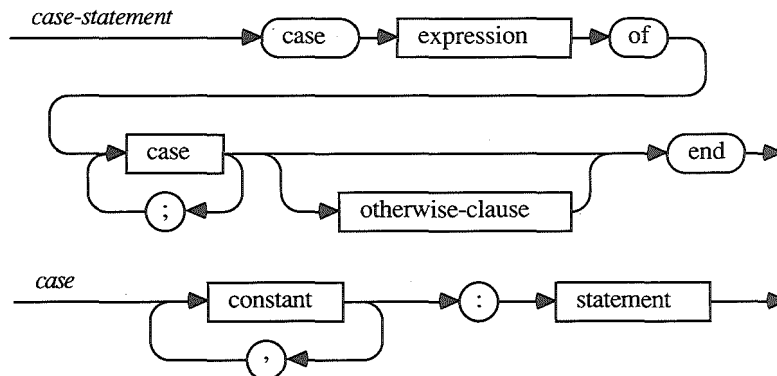 case-statement
case expression of
case end
;
otherwise-clause
case
constant : statement
,